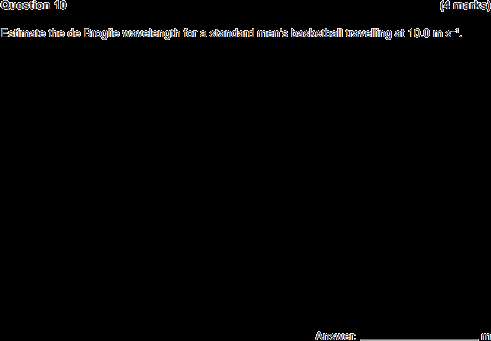 Question 10 (4 marks)
Estimate the de Broglie wavelength for a standard men's basketball travelling at 10.0 m s⁻¹.
Answer: ____________________ m